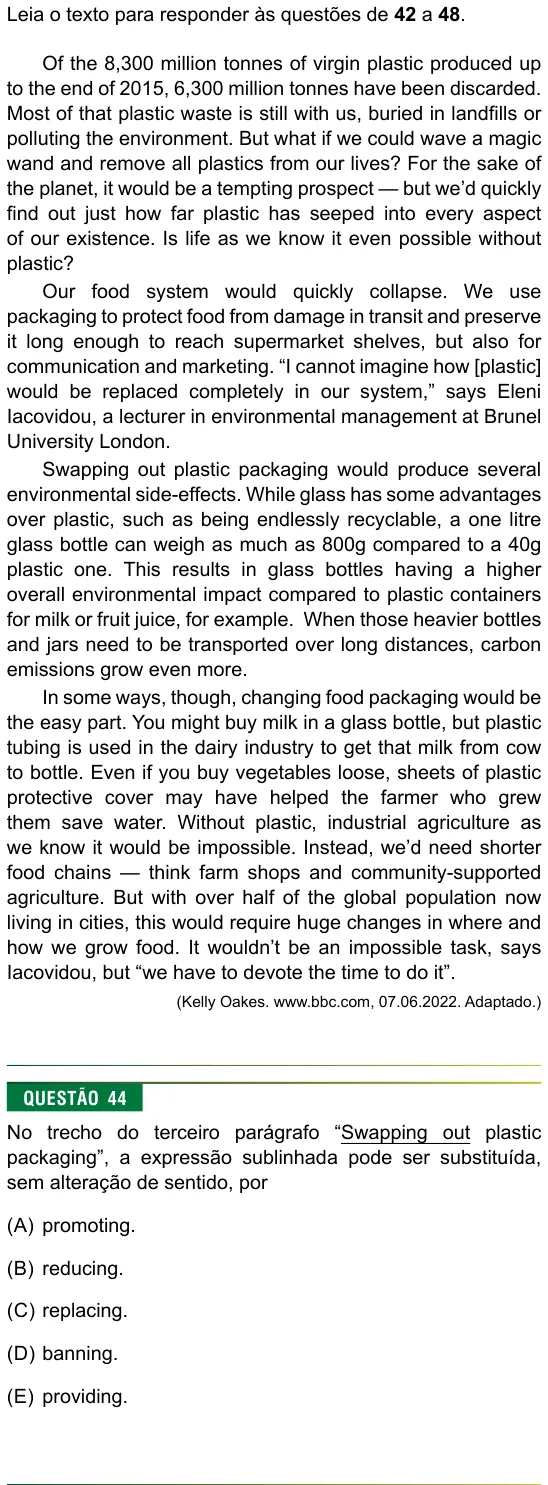 Leia o texto para responder às questões de 42 a 48.
Of the 8,300 million tonnes of virgin plastic produced up
to the end of 2015, 6,300 million tonnes have been discarded.
Most of that plastic waste is still with us, buried in landfills or
polluting the environment. But what if we could wave a magic
wand and remove all plastics from our lives? For the sake of
the planet, it would be a tempting prospect — but we’d quickly
find out just how far plastic has seeped into every aspect
of our existence. Is life as we know it even possible without
plastic?
Our food system would quickly collapse. We use
packaging to protect food from damage in transit and preserve
it long enough to reach supermarket shelves, but also for
communication and marketing. “I cannot imagine how [plastic]
would be replaced completely in our system,” says Eleni
Iacovidou, a lecturer in environmental management at Brunel
University London.
Swapping out plastic packaging would produce several
environmental side-effects. While glass has some advantages
over plastic, such as being endlessly recyclable, a one litre
glass bottle can weigh as much as 800g compared to a 40g
plastic one. This results in glass bottles having a higher
overall environmental impact compared to plastic containers
for milk or fruit juice, for example. When those heavier bottles
and jars need to be transported over long distances, carbon
emissions grow even more.
In some ways, though, changing food packaging would be
the easy part. You might buy milk in a glass bottle, but plastic
tubing is used in the dairy industry to get that milk from cow
to bottle. Even if you buy vegetables loose, sheets of plastic
protective cover may have helped the farmer who grew
them save water. Without plastic, industrial agriculture as
we know it would be impossible. Instead, we’d need shorter
food chains — think farm shops and community-supported
agriculture. But with over half of the global population now
living in cities, this would require huge changes in where and
how we grow food. It wouldn’t be an impossible task, says
Iacovidou, but “we have to devote the time to do it”.
(Kelly Oakes. www.bbc.com, 07.06.2022. Adaptado.)
QUESTÃO 44
No trecho do terceiro parágrafo “Swapping out plastic
packaging”, a expressão sublinhada pode ser substituída,
sem alteração de sentido, por
(A) promoting.
(B) reducing.
(C) replacing.
(D) banning.
(E) providing.